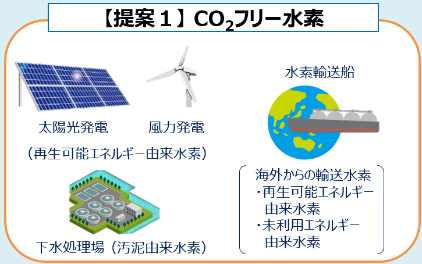 【提案１】 CO₂フリー水素
太陽光発電
風力発電
（再生可能エネルギー由来水素）
下水処理場（汚泥由来水素）
水素輸送船
海外からの輸送水素
・再生可能エネルギー
由来水素
・未利用エネルギー
由来水素